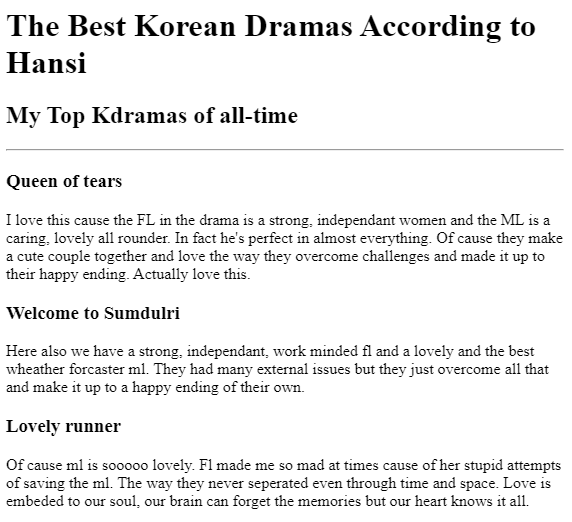 The Best Korean Dramas According to
Hansi
My Top Kdramas of all-time
Queen of tears
I love this cause the FL in the drama is a strong, independant women and the ML is a
caring, lovely all rounder. In fact he's perfect in almost everything. Of cause they make
a cute couple together and love the way they overcome challenges and made it up to
their happy ending. Actually love this.
Welcome to Sumdulri
Here also we have a strong, independant, work minded fl and a lovely and the best
wheather forcaster ml. They had many external issues but they just overcome all that
and make it up to a happy ending of their own.
Lovely runner
Of cause ml is sooooo lovely. Fl made me so mad at times cause of her stupid attempts
of saving the ml. The way they never seperated even through time and space. Love is
embeded to our soul, our brain can forget the memories but our heart knows it all.